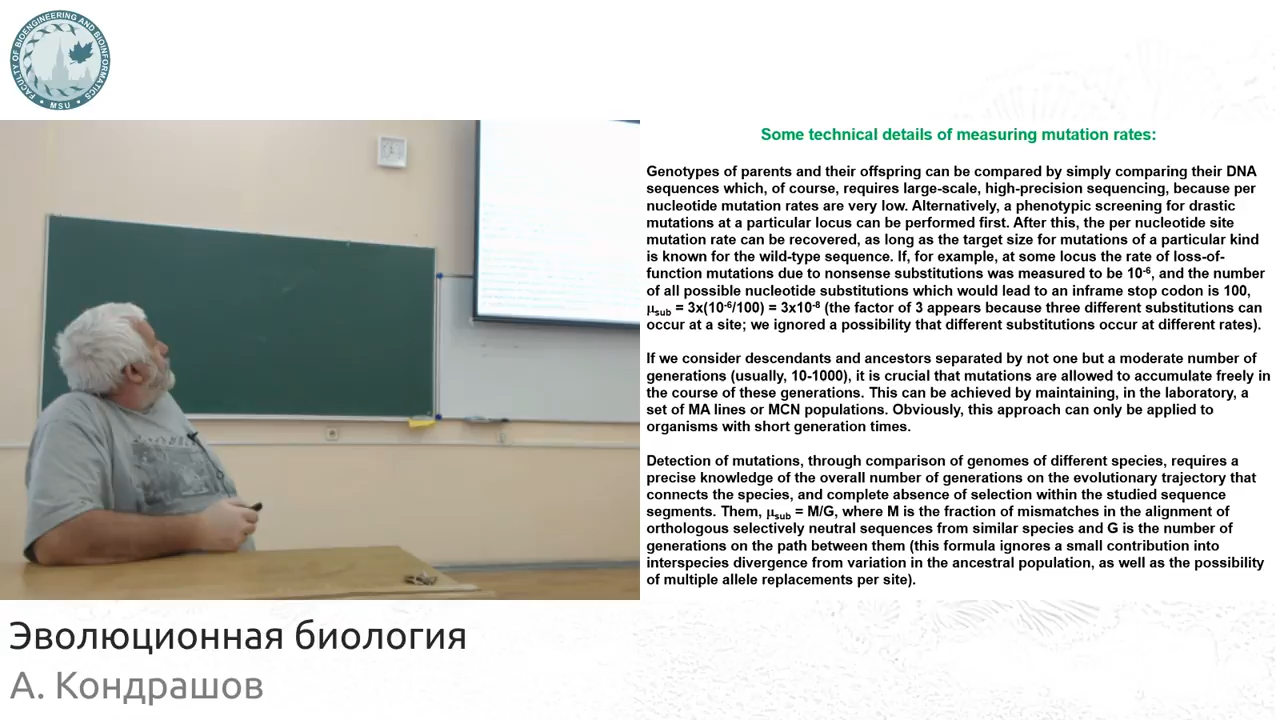 FACULTY OF BIOENGINEERING AND BIOINFORMATICS
• MSU •
Some technical details of measuring mutation rates:
Genotypes of parents and their offspring can be compared by simply comparing their DNA
sequences which, of course, requires large-scale, high-precision sequencing, because per
nucleotide mutation rates are very low. Alternatively, a phenotypic screening for drastic
mutations at a particular locus can be performed first. After this, the per nucleotide site
mutation rate can be recovered, as long as the target size for mutations of a particular kind
is known for the wild-type sequence. If, for example, at some locus the rate of loss-of-
function mutations due to nonsense substitutions was measured to be 10⁻⁶, and the number
of all possible nucleotide substitutions which would lead to an inframe stop codon is 100,
μsub = 3x(10⁻⁶/100) = 3x10⁻⁸ (the factor of 3 appears because three different substitutions can
occur at a site; we ignored a possibility that different substitutions occur at different rates).
If we consider descendants and ancestors separated by not one but a moderate number of
generations (usually, 10-1000), it is crucial that mutations are allowed to accumulate freely in
the course of these generations. This can be achieved by maintaining, in the laboratory, a
set of MA lines or MCN populations. Obviously, this approach can only be applied to
organisms with short generation times.
Detection of mutations, through comparison of genomes of different species, requires a
precise knowledge of the overall number of generations on the evolutionary trajectory that
connects the species, and complete absence of selection within the studied sequence
segments. Them, μsub = M/G, where M is the fraction of mismatches in the alignment of
orthologous selectively neutral sequences from similar species and G is the number of
generations on the path between them (this formula ignores a small contribution into
interspecies divergence from variation in the ancestral population, as well as the possibility
of multiple allele replacements per site).
Эволюционная биология
А. Кондрашов